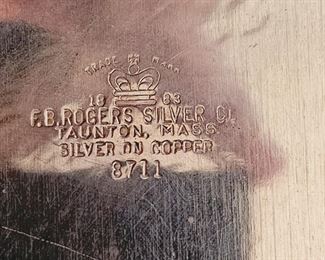 TRADE MARK
18 83
F.B. ROGERS SILVER CO.
TAUNTON, MASS.
SILVER ON COPPER
8711